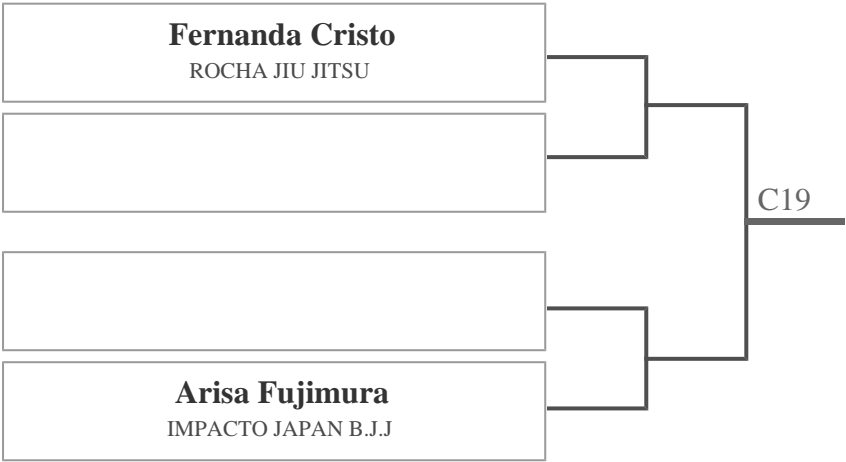 Fernanda Cristo
ROCHA JIU JITSU
C19
Arisa Fujimura
IMPACTO JAPAN B.J.J